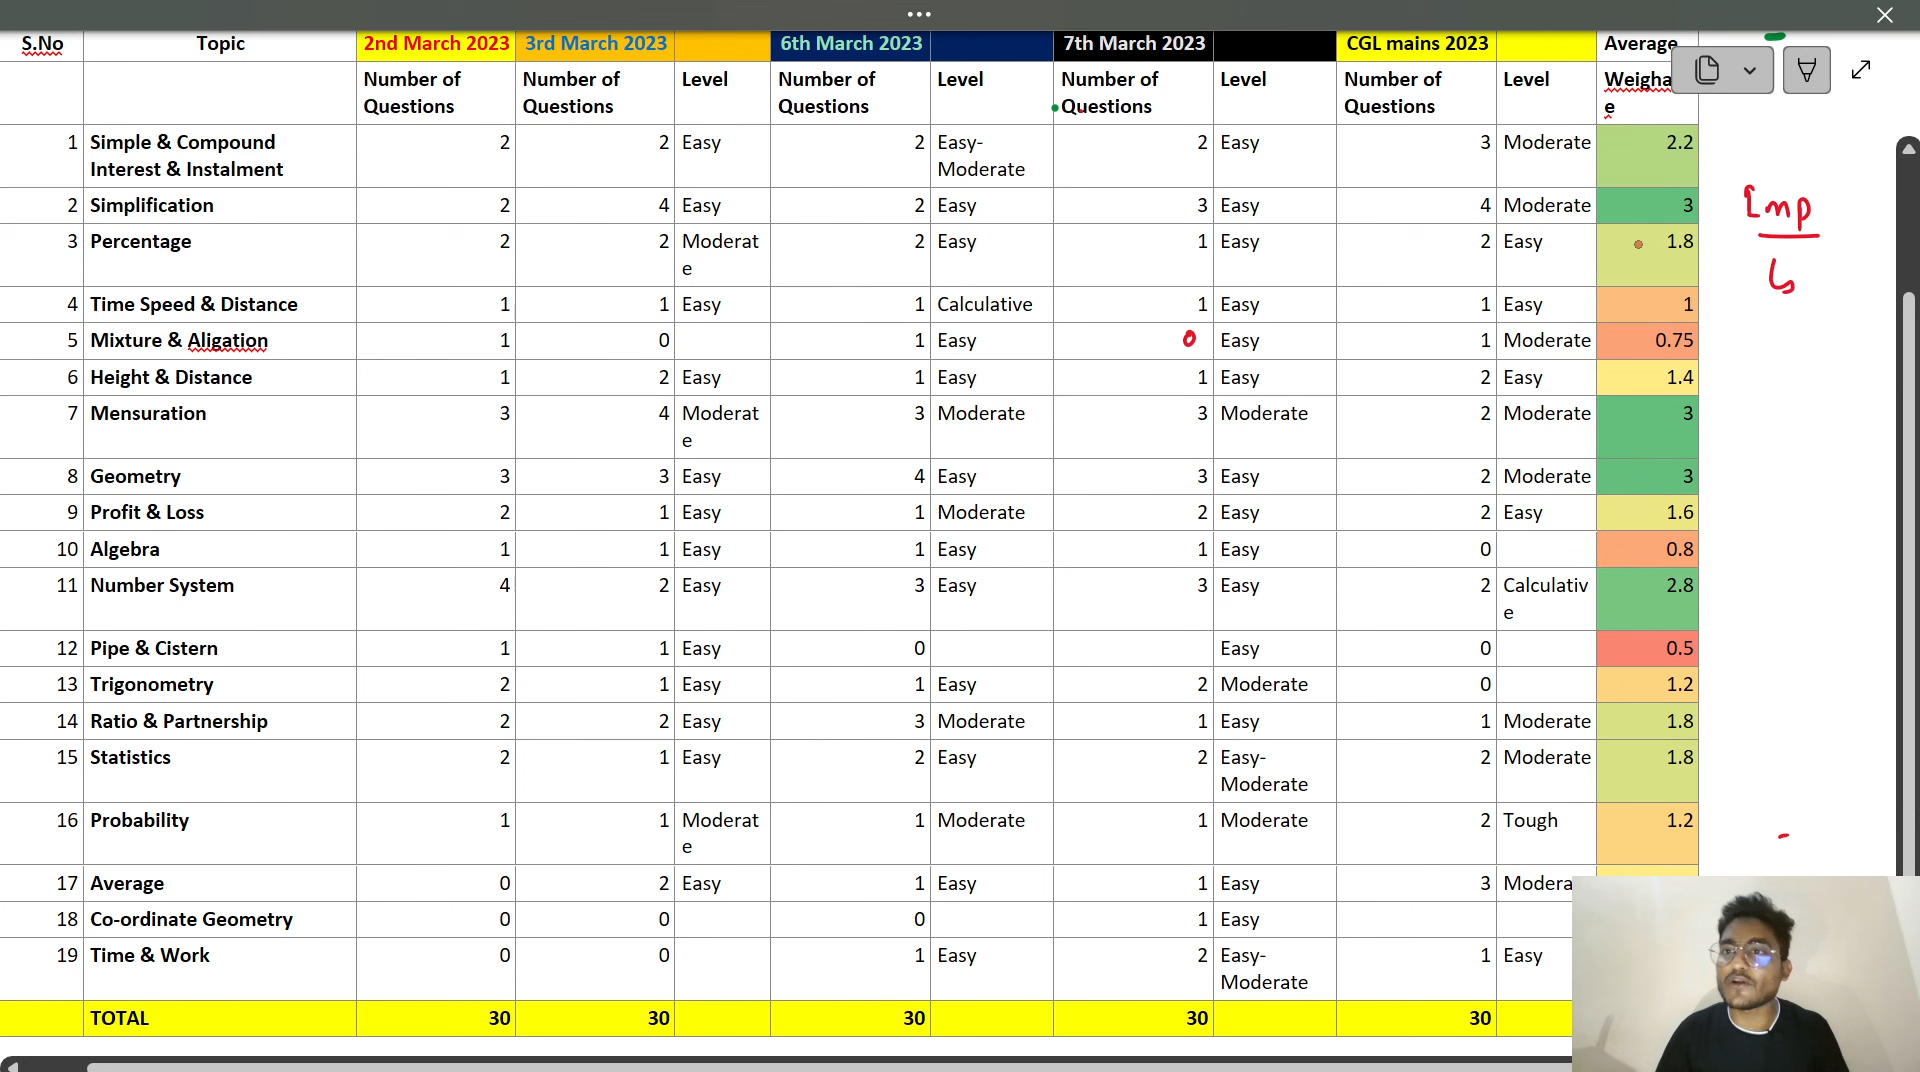 S.No Topic 2nd March 2023 3rd March 2023 6th March 2023 7th March 2023 CGL mains 2023 Average
Number of Questions Number of Questions Level Number of Questions Level Number of Questions Level Number of Questions Level Weigha
e
1 Simple & Compound Interest & Instalment 2 2 Easy 2 Easy-Moderate 2 Easy 3 Moderate 2.2
2 Simplification 2 4 Easy 2 Easy 3 Easy 4 Moderate 3
Imp
3 Percentage 2 2 Moderate 2 Easy 1 Easy 2 Easy 1.8
4 Time Speed & Distance 1 1 Easy 1 Calculative 1 Easy 1 Easy 1
5 Mixture & Aligation 1 0 1 Easy 0 Easy 1 Moderate 0.75
6 Height & Distance 1 2 Easy 1 Easy 1 Easy 2 Easy 1.4
7 Mensuration 3 4 Moderate 3 Moderate 3 Moderate 2 Moderate 3
8 Geometry 3 3 Easy 4 Easy 3 Easy 2 Moderate 3
9 Profit & Loss 2 1 Easy 1 Moderate 2 Easy 2 Easy 1.6
10 Algebra 1 1 Easy 1 Easy 1 Easy 0 0.8
11 Number System 4 2 Easy 3 Easy 3 Easy 2 Calculative 2.8
12 Pipe & Cistern 1 1 Easy 0 Easy 0 0.5
13 Trigonometry 2 1 Easy 1 Easy 2 Moderate 0 1.2
14 Ratio & Partnership 2 2 Easy 3 Moderate 1 Easy 1 Moderate 1.8
15 Statistics 2 1 Easy 2 Easy 2 Easy-Moderate 2 Moderate 1.8
16 Probability 1 1 Moderate 1 Moderate 1 Moderate 2 Tough 1.2
17 Average 0 2 Easy 1 Easy 1 Easy 3 Modera
18 Co-ordinate Geometry 0 0 0 1 Easy
19 Time & Work 0 0 1 Easy 2 Easy-Moderate 1 Easy
TOTAL 30 30 30 30 30